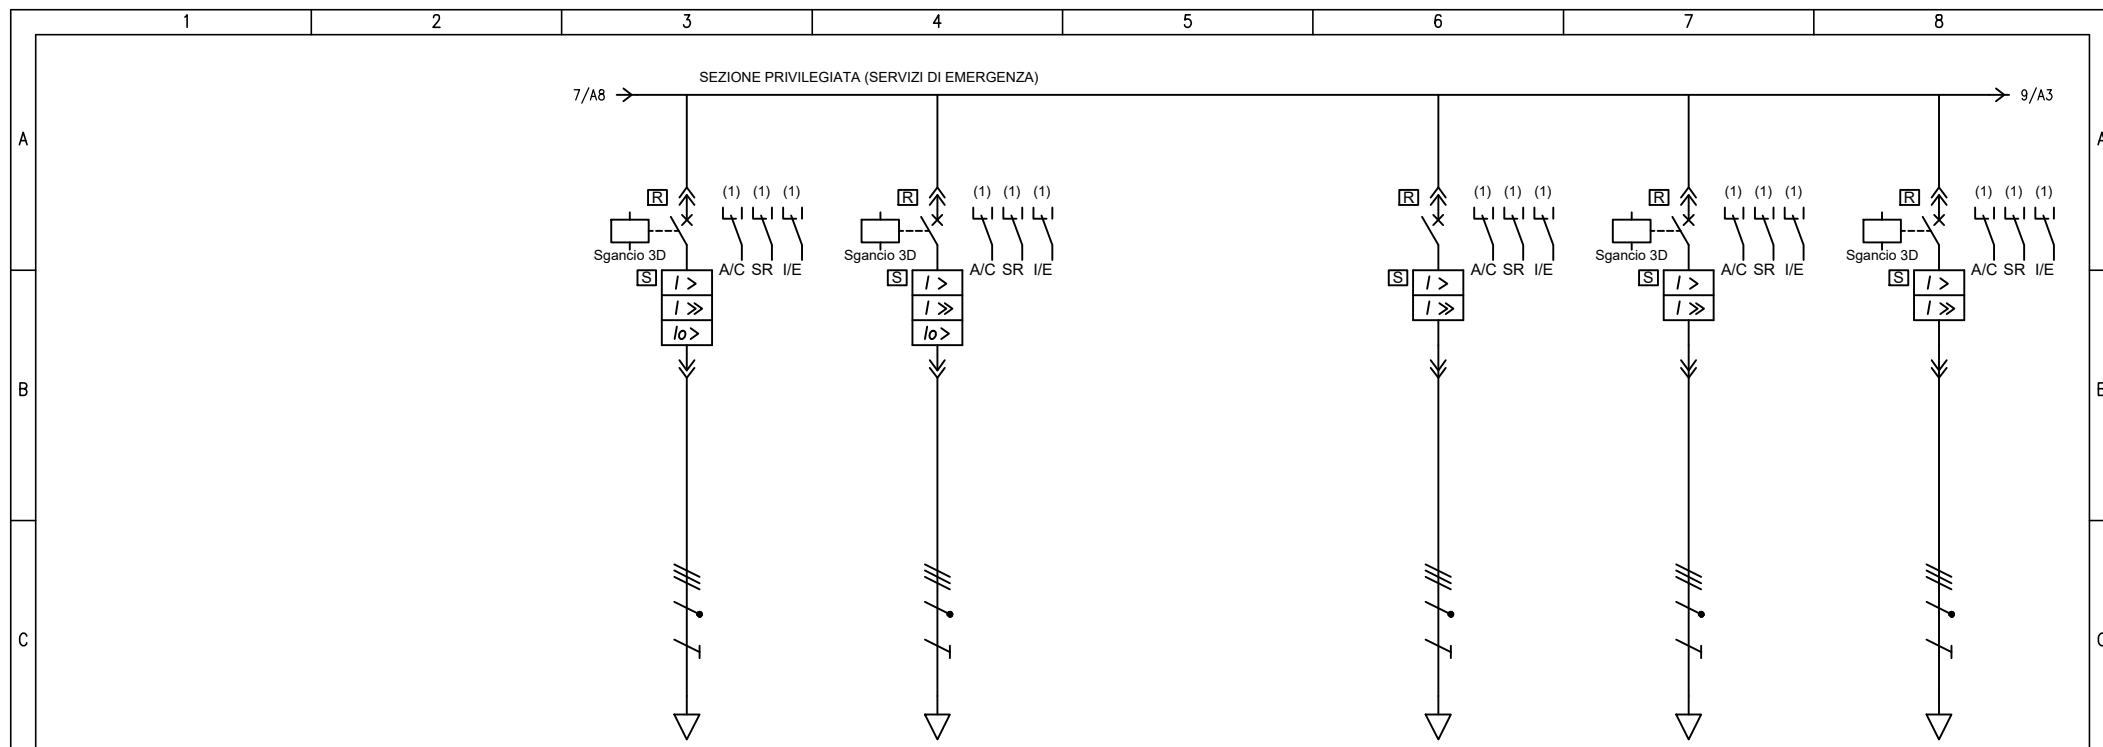 1 2 3 4 5 6 7 8
SEZIONE PRIVILEGIATA (SERVIZI DI EMERGENZA)
7/A8 9/A3
A A
R (1) (1) (1) R (1) (1) (1) R (1) (1) (1) R (1) (1) (1) R (1) (1) (1)
Sgancio 3D Sgancio 3D Sgancio 3D Sgancio 3D
A/C SR I/E A/C SR I/E A/C SR I/E A/C SR I/E A/C SR I/E
S I > S I > S I > S I > S I >
I >> I >> I >> I >> I >>
Io > Io >
B B
C C